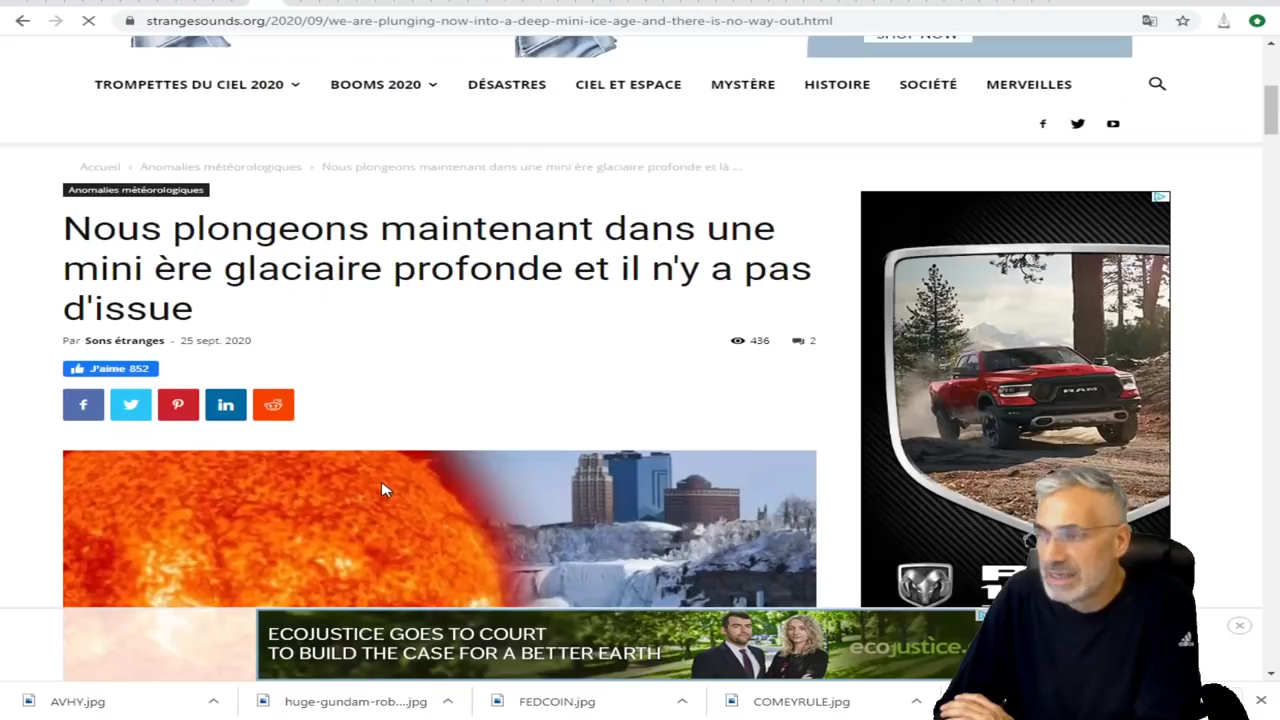 strangesounds.org/2020/09/we-are-plunging-now-into-a-deep-mini-ice-age-and-there-is-no-way-out.html
SHOP NOW
TROMPETTES DU CIEL 2020
BOOMS 2020
DÉSASTRES
CIEL ET ESPACE
MYSTÈRE
HISTOIRE
SOCIÉTÉ
MERVEILLES
Accueil › Anomalies météorologiques › Nous plongeons maintenant dans une mini ère glaciaire profonde et là ...
Anomalies météorologiques
Nous plongeons maintenant dans une
mini ère glaciaire profonde et il n'y a pas
d'issue
Par Sons étranges - 25 sept. 2020
436
2
J'aime 852
RAM
ECOJUSTICE GOES TO COURT
TO BUILD THE CASE FOR A BETTER EARTH
ecojustice.
AVHY.jpg
huge-gundam-rob....jpg
FEDCOIN.jpg
COMEYRULE.jpg